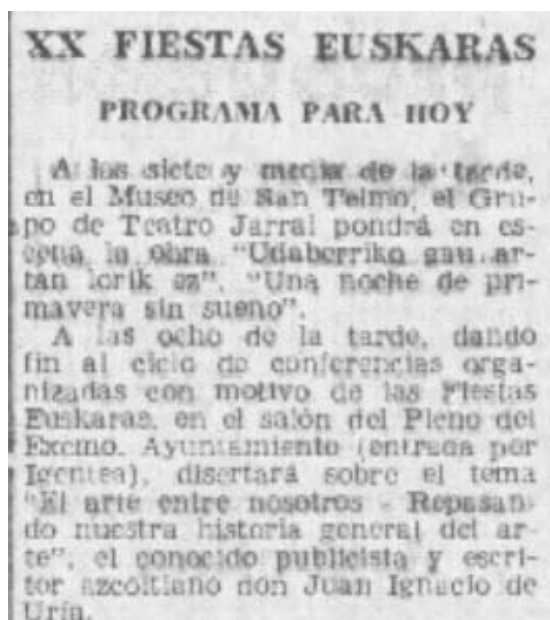 XX FIESTAS EUSKARAS
PROGRAMA PARA HOY
A las siete y media de la tarde,
en el Museo de San Telmo, el Gru-
po de Teatro Jarrai pondrá en es-
cena la obra "Udaberriko gau ar-
tan lorik ez". "Una noche de pri-
mavera sin sueño".
A las ocho de la tarde, dando
fin al ciclo de conferencias orga-
nizadas con motivo de las Fiestas
Euskaras, en el salón del Pleno del
Excmo. Ayuntamiento (entrada por
Igentea), disertará sobre el tema
"El arte entre nosotros - Repasan-
do nuestra historia general del ar-
te", el conocido publicista y escri-
tor azcoitiano don Juan Ignacio de
Uría.